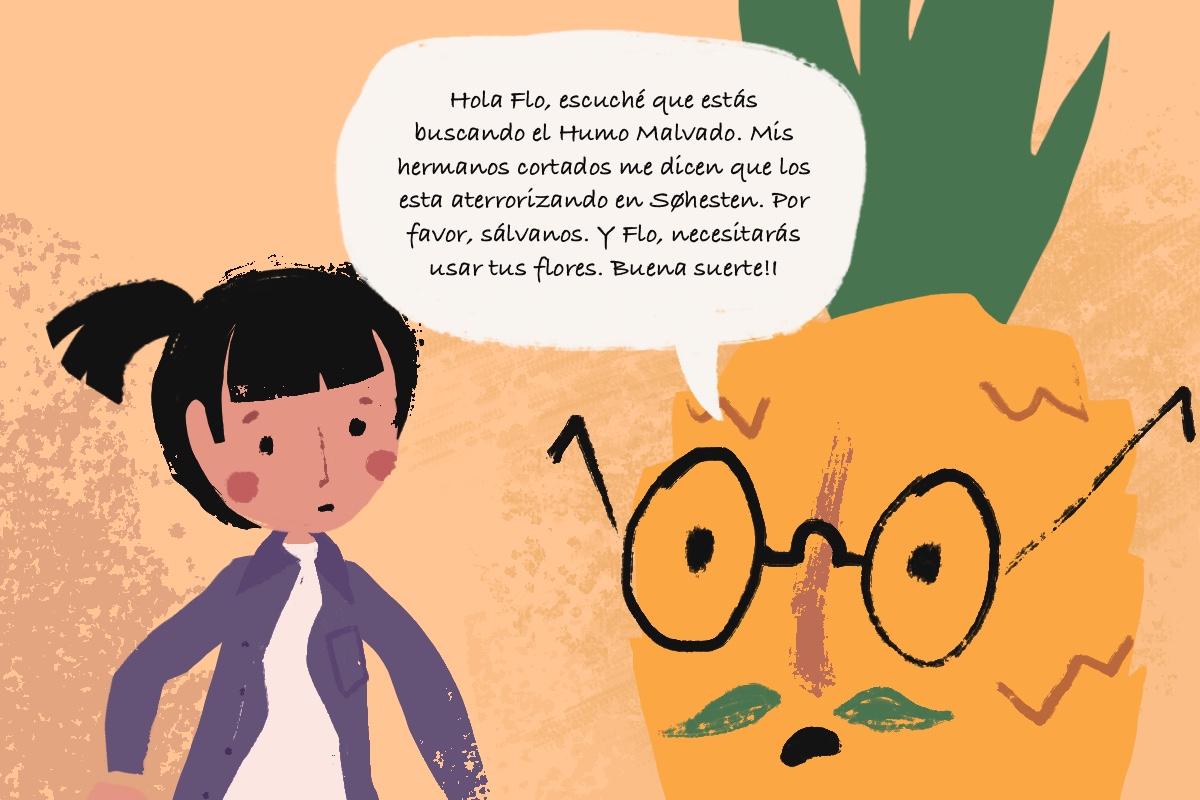 Hola Flo, escuché que estás
buscando el Humo Malvado. Mis
hermanos cortados me dicen que los
esta aterrorizando en Søhesten. Por
favor, sálvanos. Y Flo, necesitarás
usar tus flores. Buena suerte!I